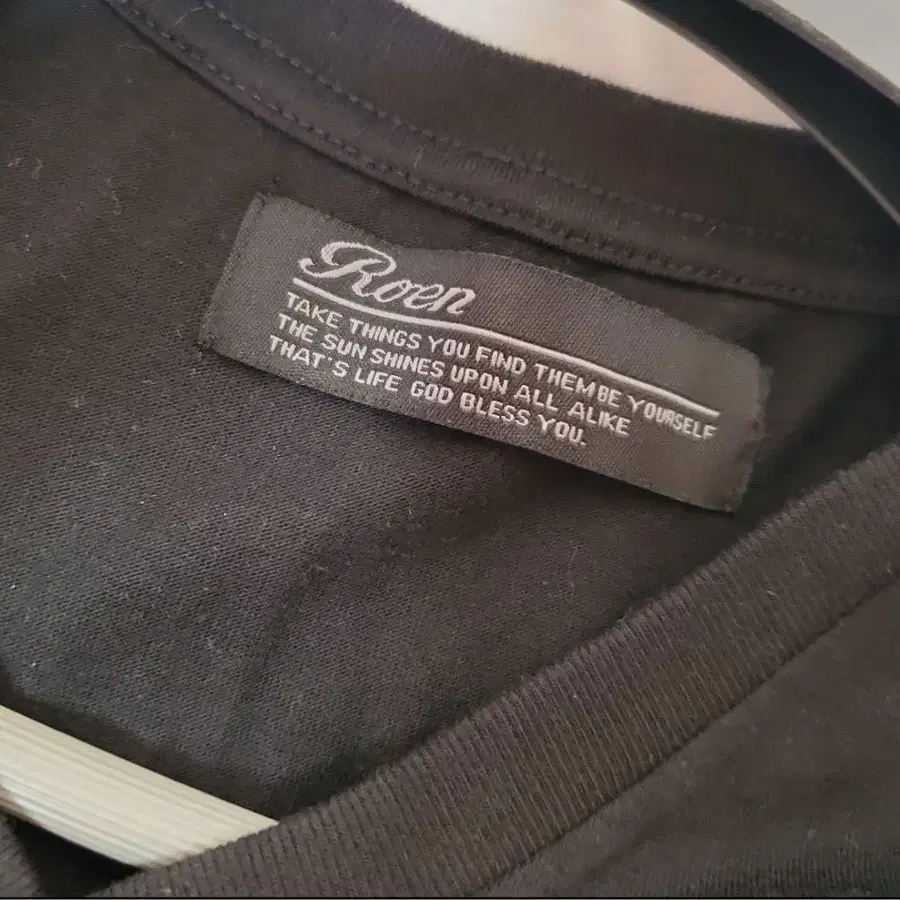 Roen
TAKE THINGS YOU FIND THEM BE YOURSELF
THE SUN SHINES UPON ALL ALIKE
THAT'S LIFE GOD BLESS YOU.